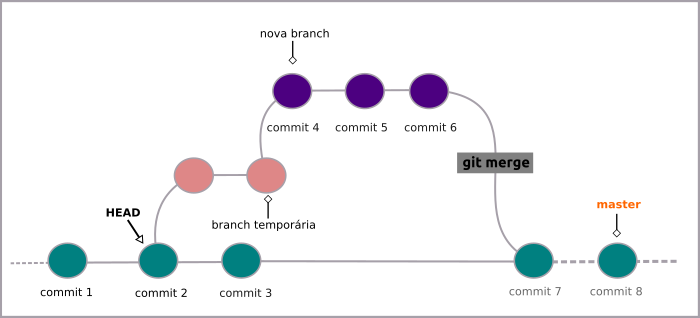 nova branch
commit 4
commit 5
commit 6
git merge
HEAD
branch temporária
master
commit 1
commit 2
commit 3
commit 7
commit 8